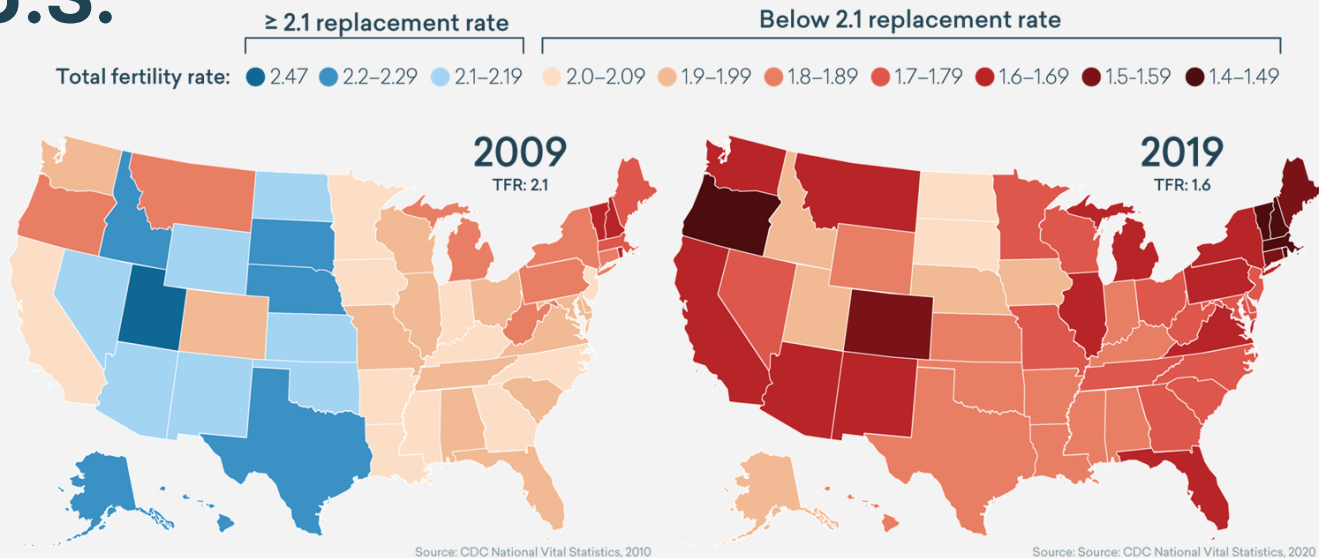 U.S.
≥ 2.1 replacement rate
Below 2.1 replacement rate
Total fertility rate: 2.47 2.2–2.29 2.1–2.19 2.0–2.09 1.9–1.99 1.8–1.89 1.7–1.79 1.6–1.69 1.5-1.59 1.4–1.49
2009
TFR: 2.1
2019
TFR: 1.6
Source: CDC National Vital Statistics, 2010
Source: Source: CDC National Vital Statistics, 2020